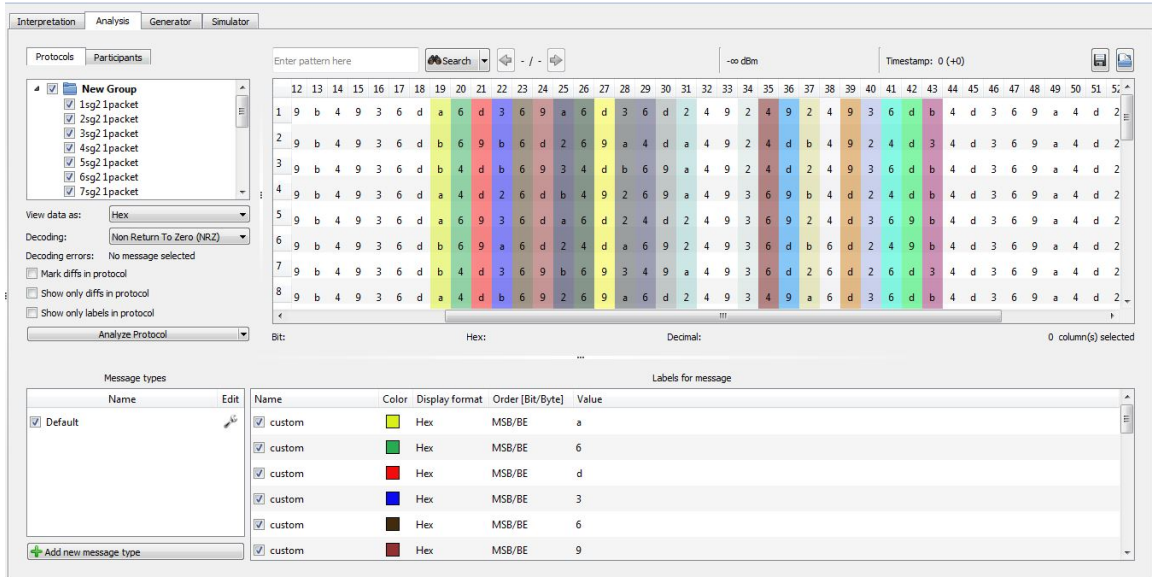 Interpretation Analysis Generator Simulator
Protocols Participants
Enter pattern here Search - / - -∞ dBm Timestamp: 0 (+0)
New Group
1sg2 1packet
2sg2 1packet
3sg2 1packet
4sg2 1packet
5sg2 1packet
6sg2 1packet
7sg2 1packet
View data as: Hex
Decoding: Non Return To Zero (NRZ)
Decoding errors: No message selected
Mark diffs in protocol
Show only diffs in protocol
Show only labels in protocol
Analyze Protocol
12 13 14 15 16 17 18 19 20 21 22 23 24 25 26 27 28 29 30 31 32 33 34 35 36 37 38 39 40 41 42 43 44 45 46 47 48 49 50 51 52
1 9 b 4 9 3 6 d a 6 d 3 6 9 a 6 d 3 6 d 2 4 9 2 4 9 2 4 9 3 6 d b 4 d 3 6 9 a 4 d 2
2 9 b 4 9 3 6 d b 6 9 b 6 d 2 6 9 a 4 d a 4 9 2 4 d b 4 9 2 4 d 3 4 d 3 6 9 a 4 d 2
3 9 b 4 9 3 6 d b 4 d 2 6 9 3 4 d b 6 9 a 4 9 2 4 9 2 4 9 3 6 d b 4 d 3 6 9 a 4 d 2
4 9 b 4 9 3 6 d a 4 d 2 6 d b 4 9 3 6 9 a 4 9 3 6 9 b 4 d 2 4 d 3 4 d 3 6 9 a 4 d 2
5 9 b 4 9 3 6 d a 6 9 3 6 d a 6 d 2 4 d 2 4 9 3 6 9 2 4 d 3 6 9 b 4 d 3 6 9 a 4 d 2
6 9 b 4 9 3 6 d b 6 9 a 6 d 2 4 d a 6 9 2 4 9 3 6 d b 6 d 2 4 9 b 4 d 3 6 9 a 4 d 2
7 9 b 4 9 3 6 d b 4 d 3 6 9 b 6 9 3 4 9 a 4 9 3 6 d 2 6 d 2 6 d 3 4 d 3 6 9 a 4 d 2
8 9 b 4 9 3 6 d a 4 d b 6 9 2 6 9 a 6 d 2 4 9 3 4 9 a 6 d 3 6 d b 4 d 3 6 9 a 4 d 2
Bit: Hex: Decimal: 0 column(s) selected
Message types
Name Edit
Default
Add new message type
Labels for message
Name Color Display format Order [Bit/Byte] Value
custom Hex MSB/BE a
custom Hex MSB/BE 6
custom Hex MSB/BE d
custom Hex MSB/BE 3
custom Hex MSB/BE 6
custom Hex MSB/BE 9